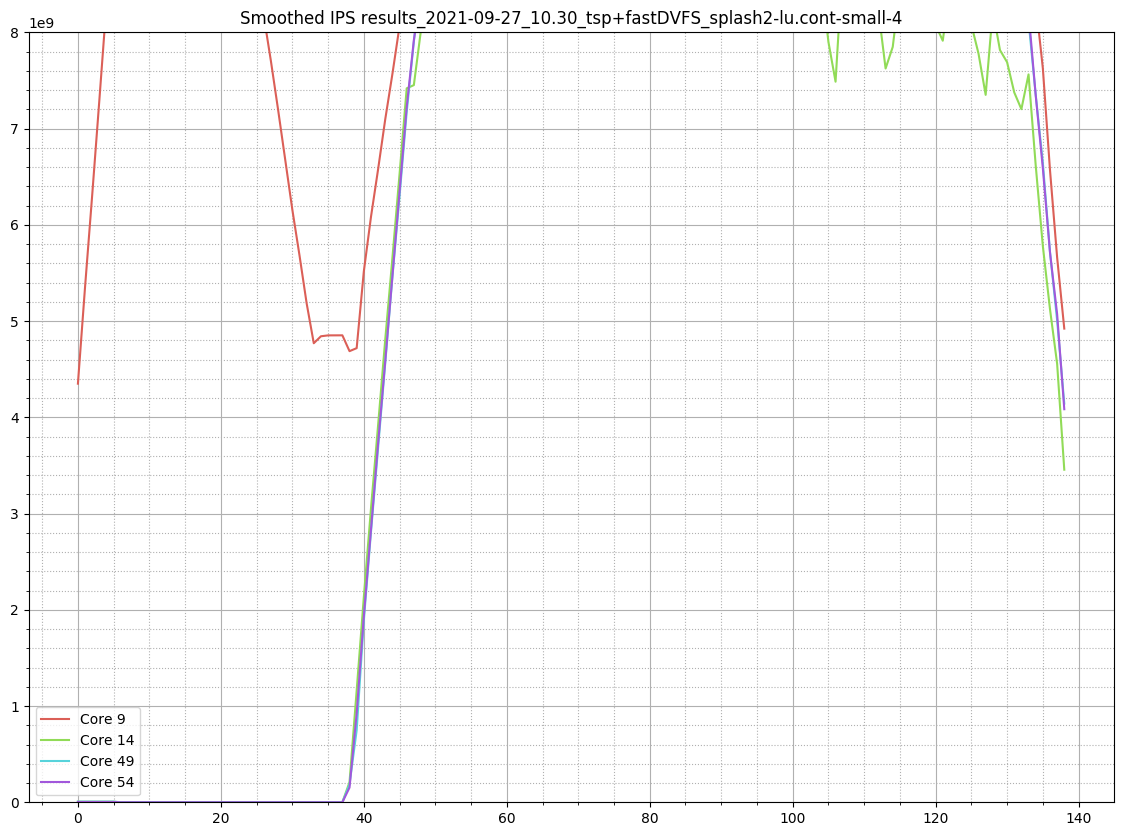 Smoothed IPS results_2021-09-27_10.30_tsp+fastDVFS_splash2-lu.cont-small-4
1e9
8
7
6
5
4
3
2
1
0
Core 9
Core 14
Core 49
Core 54
0 20 40 60 80 100 120 140